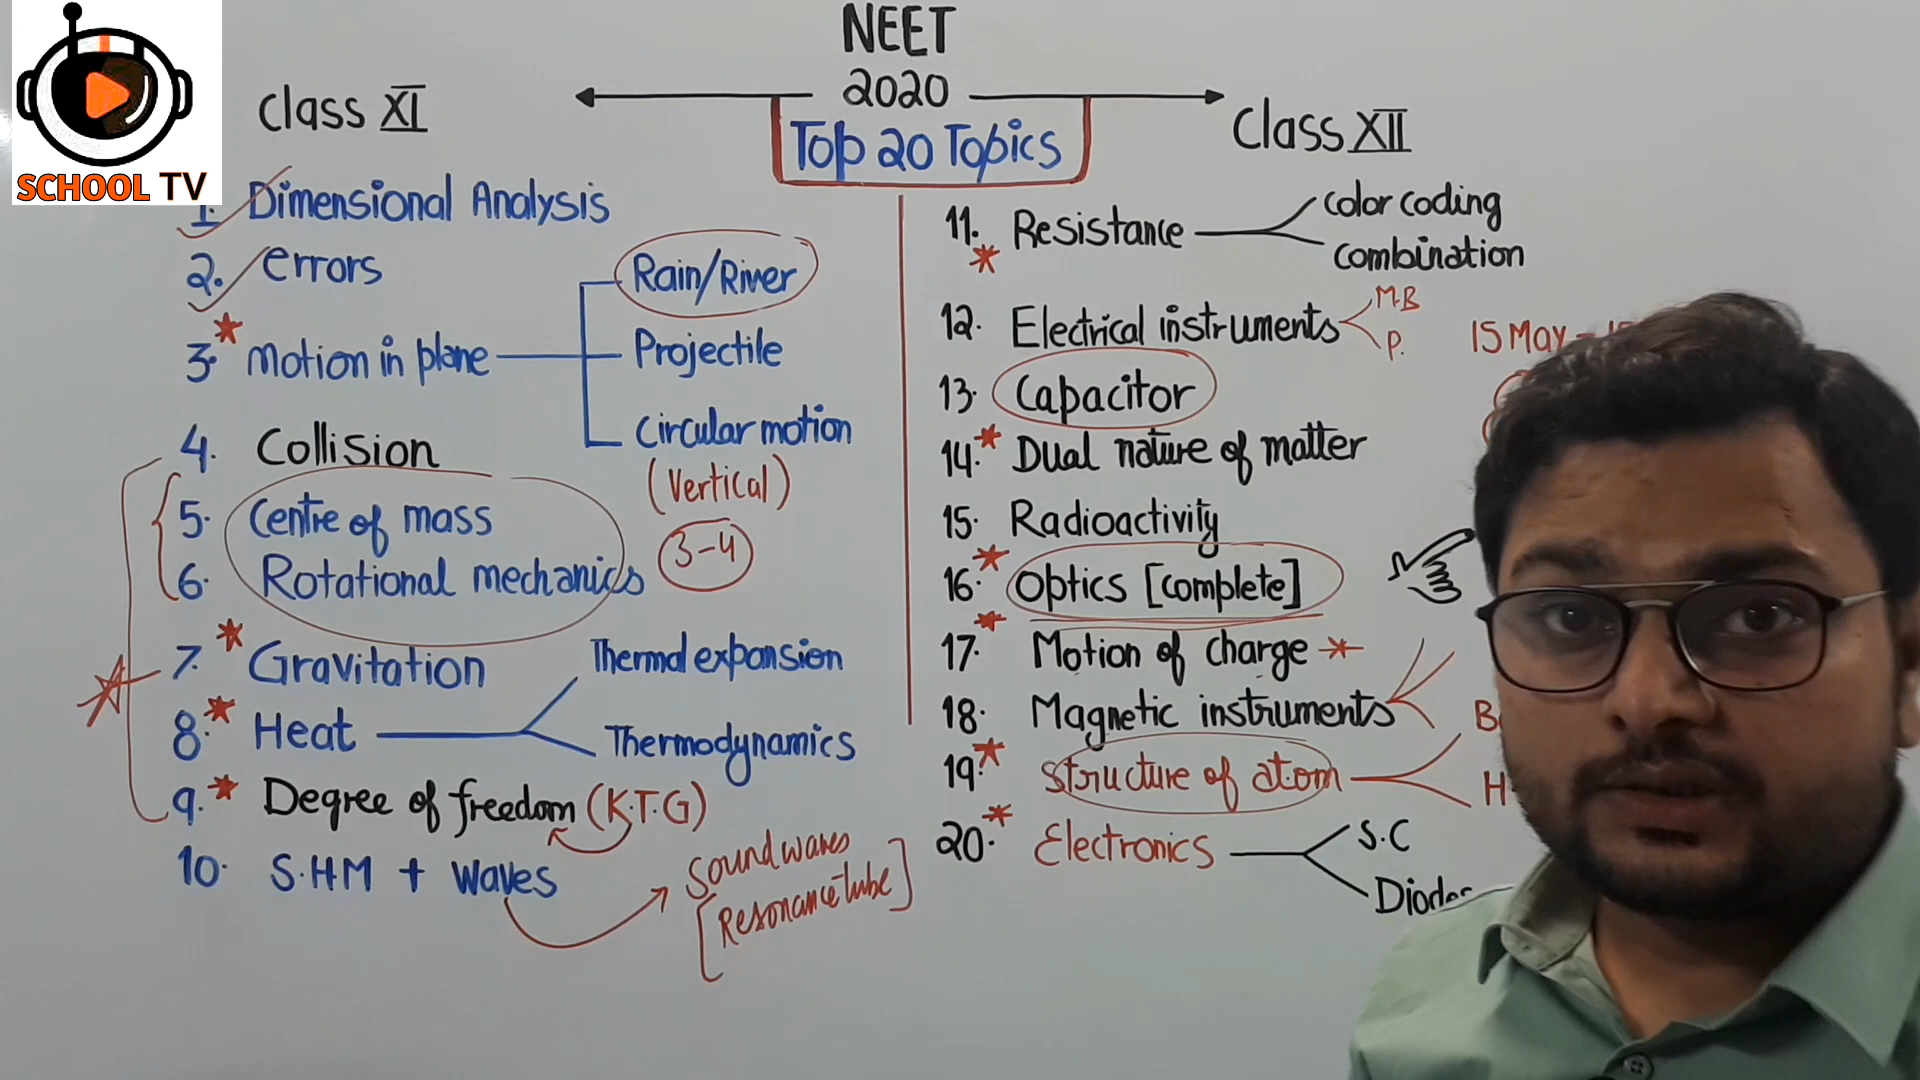 SCHOOL TV
NEET
2020
Top 20 Topics
Class XI
1. Dimensional Analysis
2. errors
3. Motion in plane
Rain/River
Projectile
Circular motion
(Vertical)
4. Collision
5. Centre of mass
6. Rotational mechanics
3-4
7. Gravitation
8. Heat
Thermal expansion
Thermodynamics
9. Degree of freedom (K.T.G)
10. S.H.M + Waves
Sound waves
[Resonance tube]
Class XII
11. Resistance
color coding
combination
12. Electrical instruments
M.B
P.
15 May -
13. Capacitor
14. Dual nature of matter
15. Radioactivity
16. Optics [complete]
17. Motion of charge
18. Magnetic instruments
19. Structure of atom
H
20. Electronics
S.C
Diodes